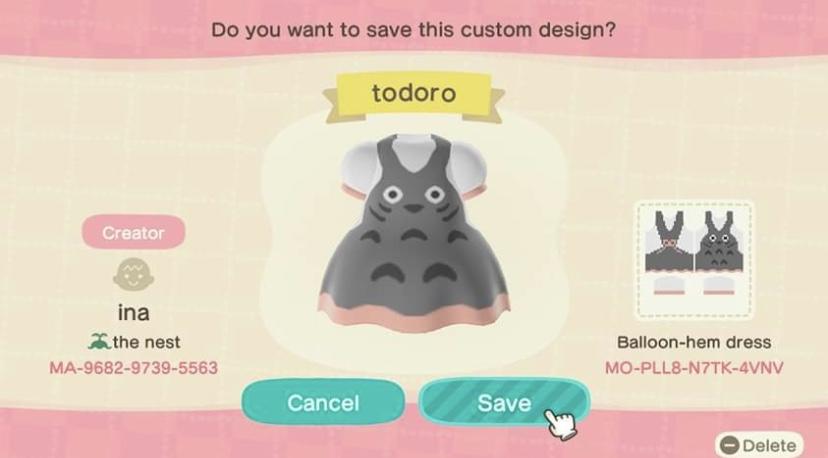 Do you want to save this custom design?
todoro
Creator
ina
the nest
MA-9682-9739-5563
Balloon-hem dress
MO-PLL8-N7TK-4VNV
Cancel
Save
Delete